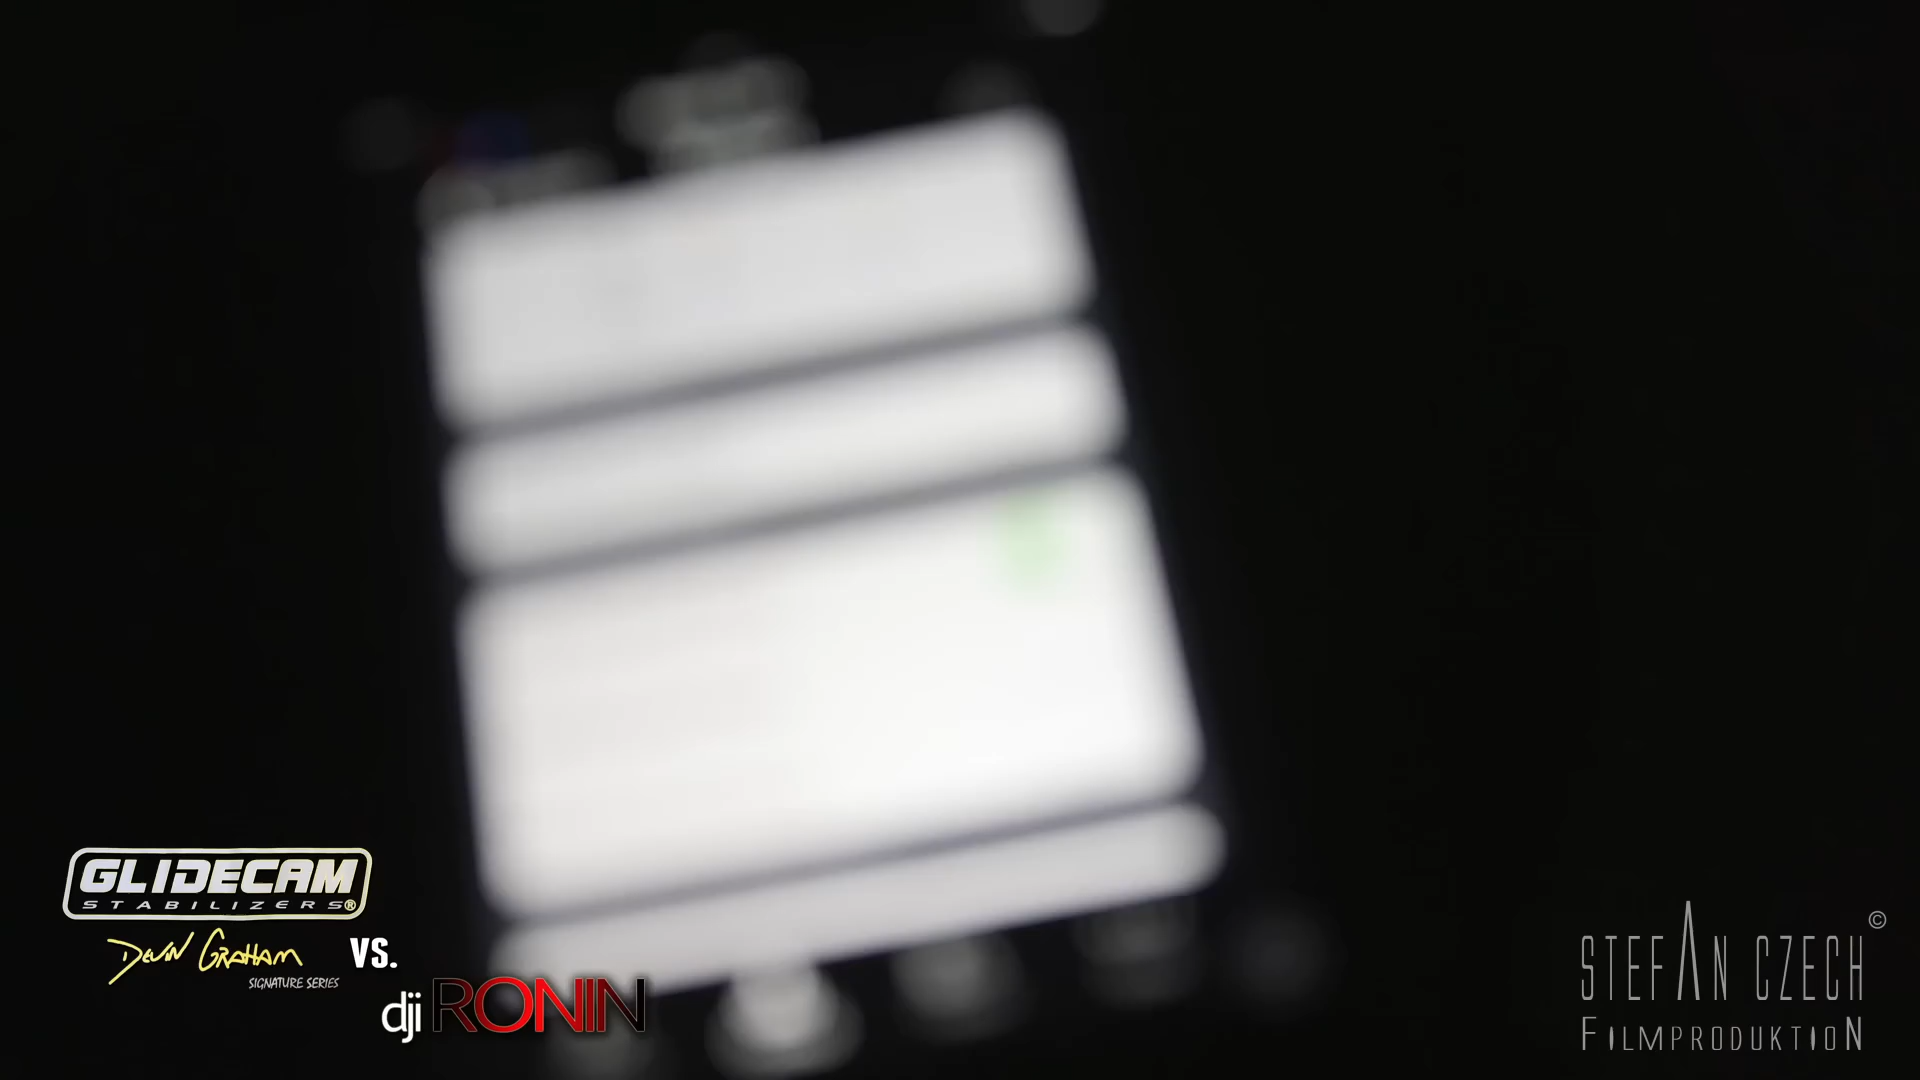 GLIDECAM
STABILIZERS®
DEVIN GRAHAM
SIGNATURE SERIES
VS.
dji RONIN
©
STEFAN CZECH
FILMPRODUKTION